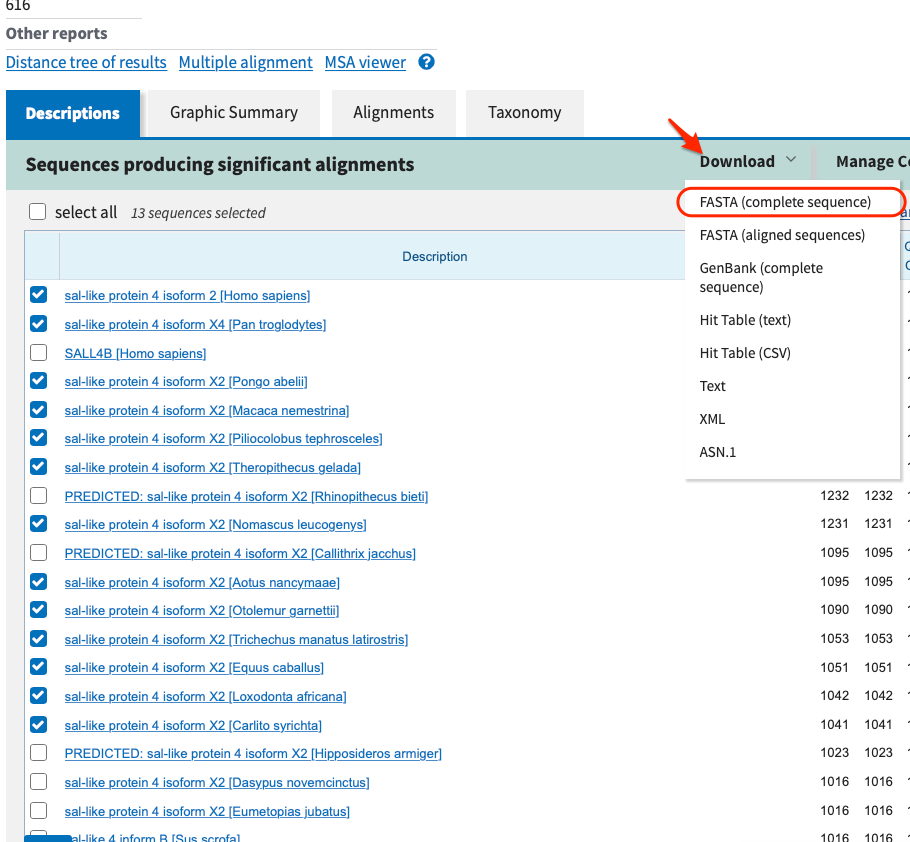 616
Other reports
Distance tree of results Multiple alignment MSA viewer ?
Descriptions Graphic Summary Alignments Taxonomy
Sequences producing significant alignments Download Manage
select all 13 sequences selected
FASTA (complete sequence)
FASTA (aligned sequences)
GenBank (complete
sequence)
Hit Table (text)
Hit Table (CSV)
Text
XML
ASN.1
Description
sal-like protein 4 isoform 2 [Homo sapiens]
sal-like protein 4 isoform X4 [Pan troglodytes]
SALL4B [Homo sapiens]
sal-like protein 4 isoform X2 [Pongo abelii]
sal-like protein 4 isoform X2 [Macaca nemestrina]
sal-like protein 4 isoform X2 [Piliocolobus tephrosceles]
sal-like protein 4 isoform X2 [Theropithecus gelada]
PREDICTED: sal-like protein 4 isoform X2 [Rhinopithecus bieti] 1232 1232
sal-like protein 4 isoform X2 [Nomascus leucogenys] 1231 1231
PREDICTED: sal-like protein 4 isoform X2 [Callithrix jacchus] 1095 1095
sal-like protein 4 isoform X2 [Aotus nancymaae] 1095 1095
sal-like protein 4 isoform X2 [Otolemur garnettii] 1090 1090
sal-like protein 4 isoform X2 [Trichechus manatus latirostris] 1053 1053
sal-like protein 4 isoform X2 [Equus caballus] 1051 1051
sal-like protein 4 isoform X2 [Loxodonta africana] 1042 1042
sal-like protein 4 isoform X2 [Carlito syrichta] 1041 1041
PREDICTED: sal-like protein 4 isoform X2 [Hipposideros armiger] 1023 1023
sal-like protein 4 isoform X2 [Dasypus novemcinctus] 1016 1016
sal-like protein 4 isoform X2 [Eumetopias jubatus] 1016 1016
sal-like 4 inform B [Sus scrofa] 1016 1016